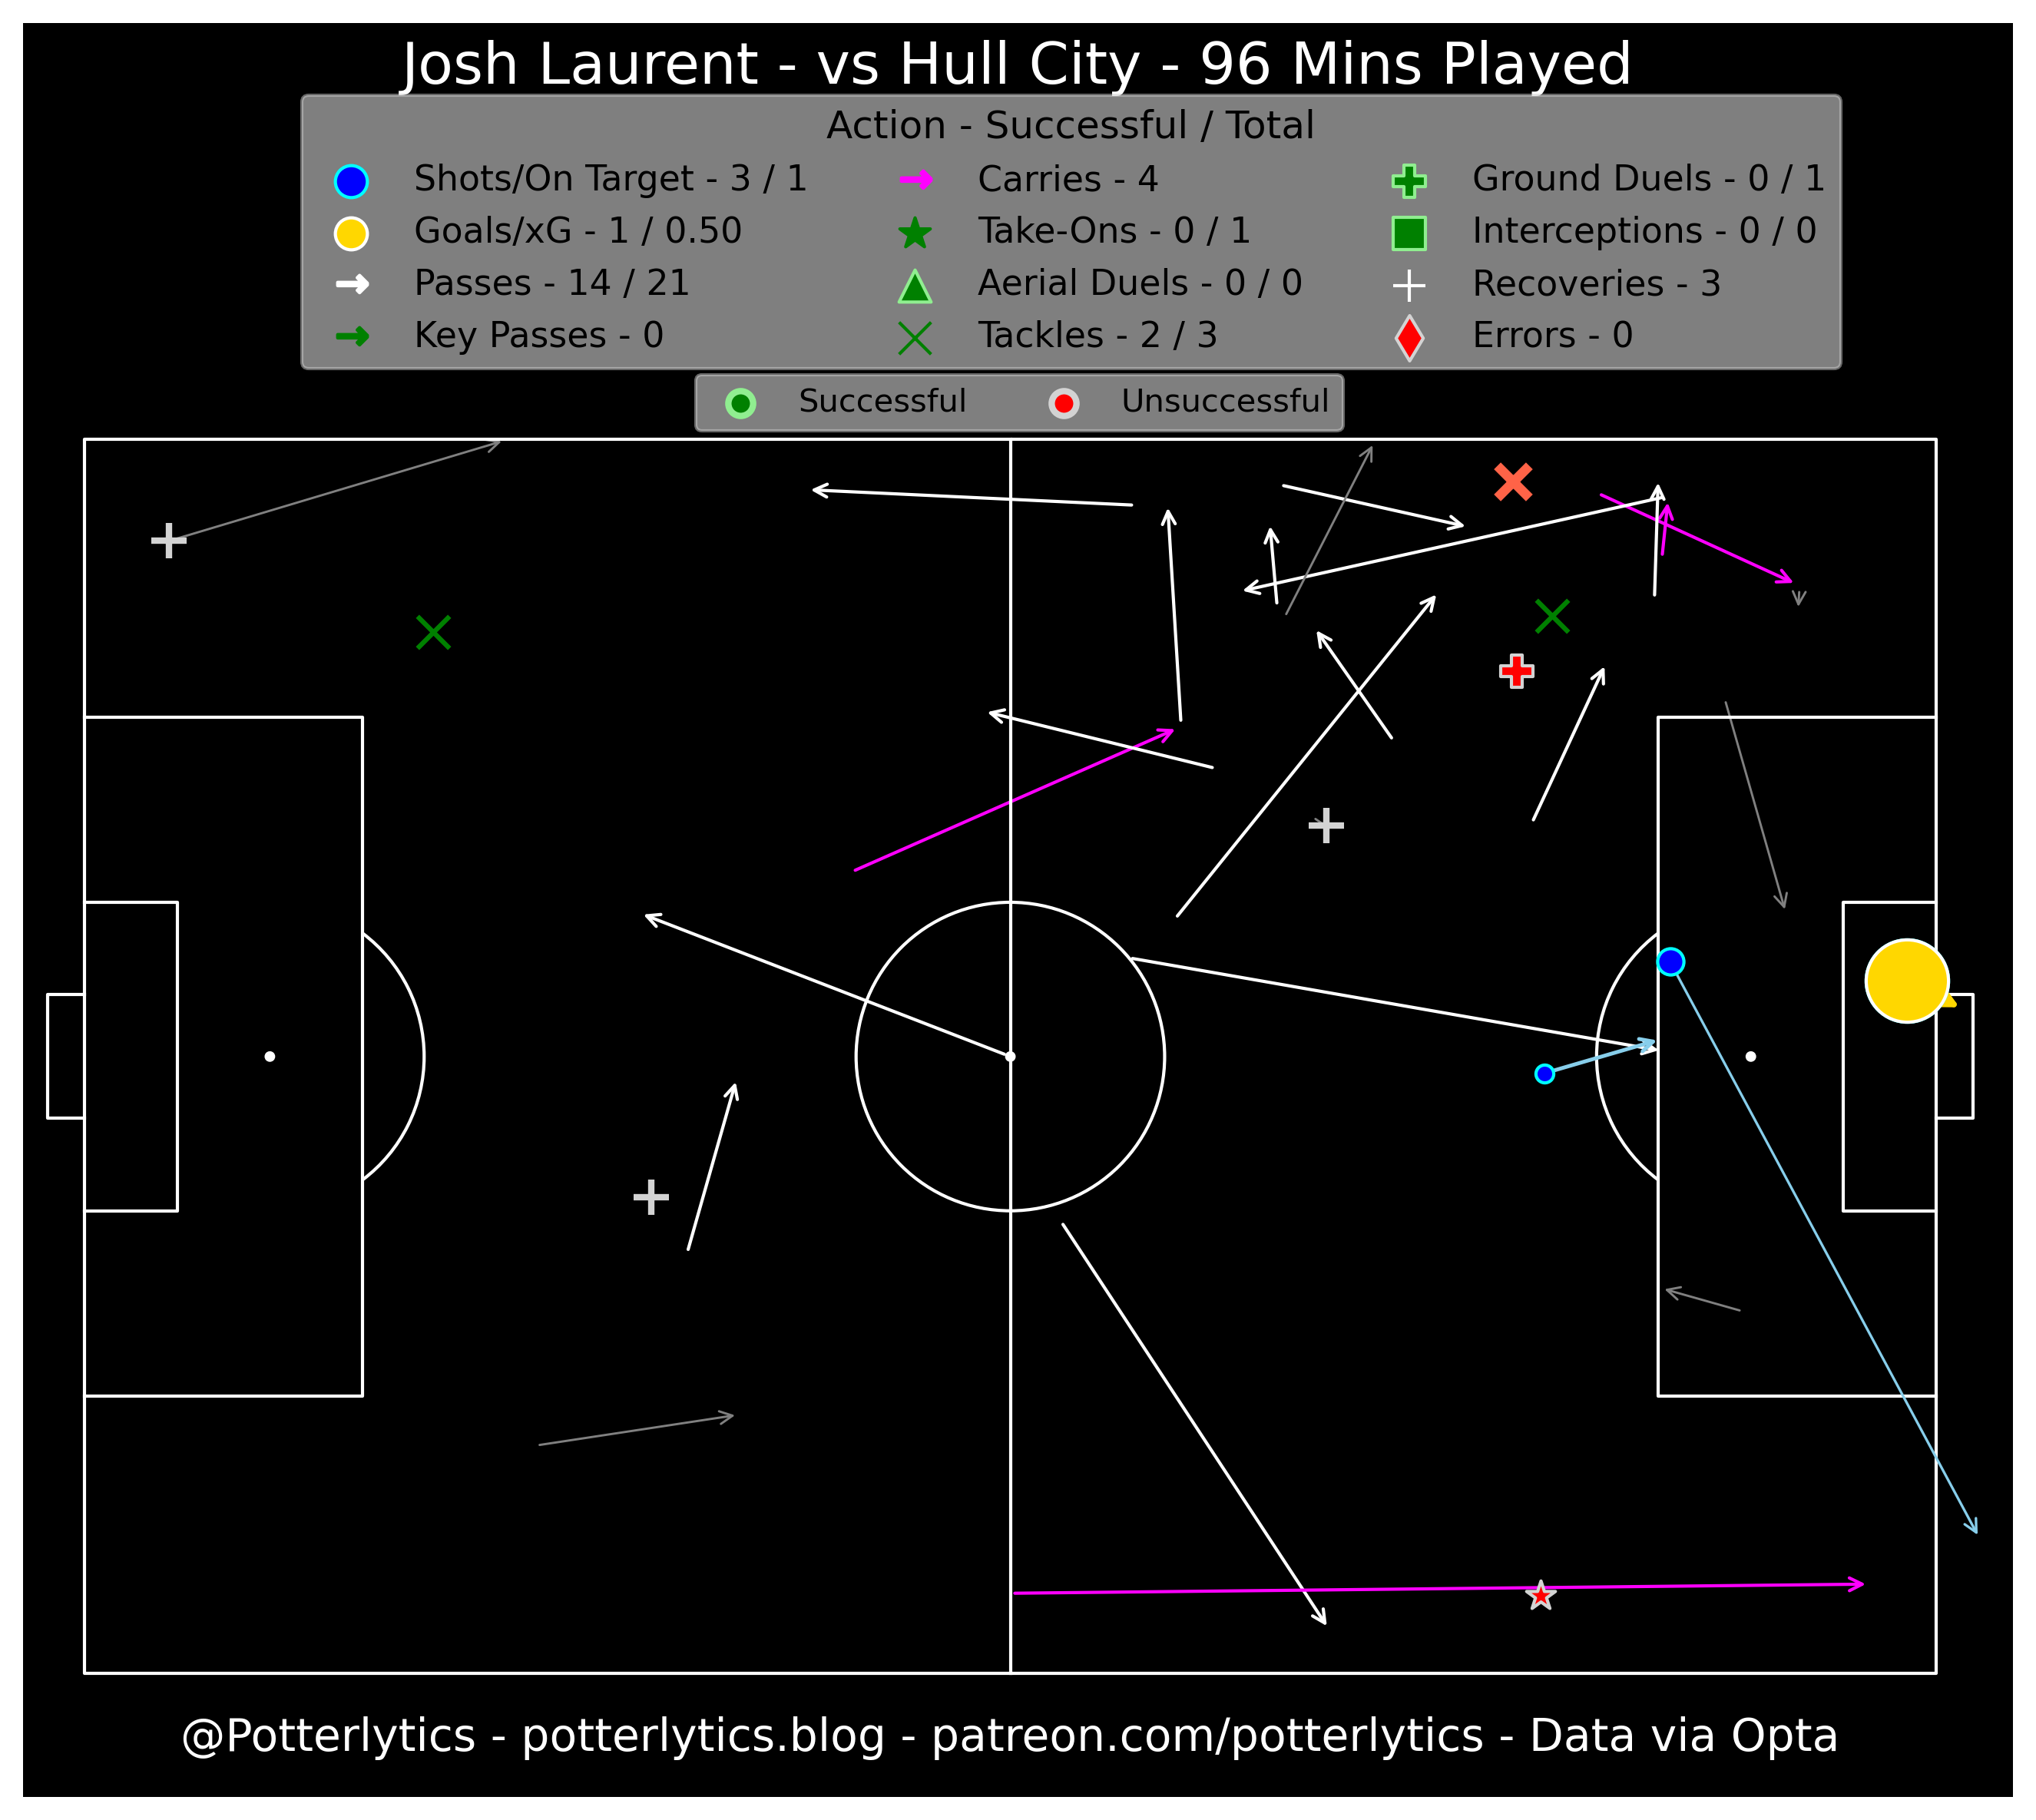 Josh Laurent - vs Hull City - 96 Mins Played
Action - Successful / Total
Shots/On Target - 3 / 1
Goals/xG - 1 / 0.50
Passes - 14 / 21
Key Passes - 0
Carries - 4
Take-Ons - 0 / 1
Aerial Duels - 0 / 0
Tackles - 2 / 3
Ground Duels - 0 / 1
Interceptions - 0 / 0
Recoveries - 3
Errors - 0
Successful
Unsuccessful
@Potterlytics - potterlytics.blog - patreon.com/potterlytics - Data via Opta